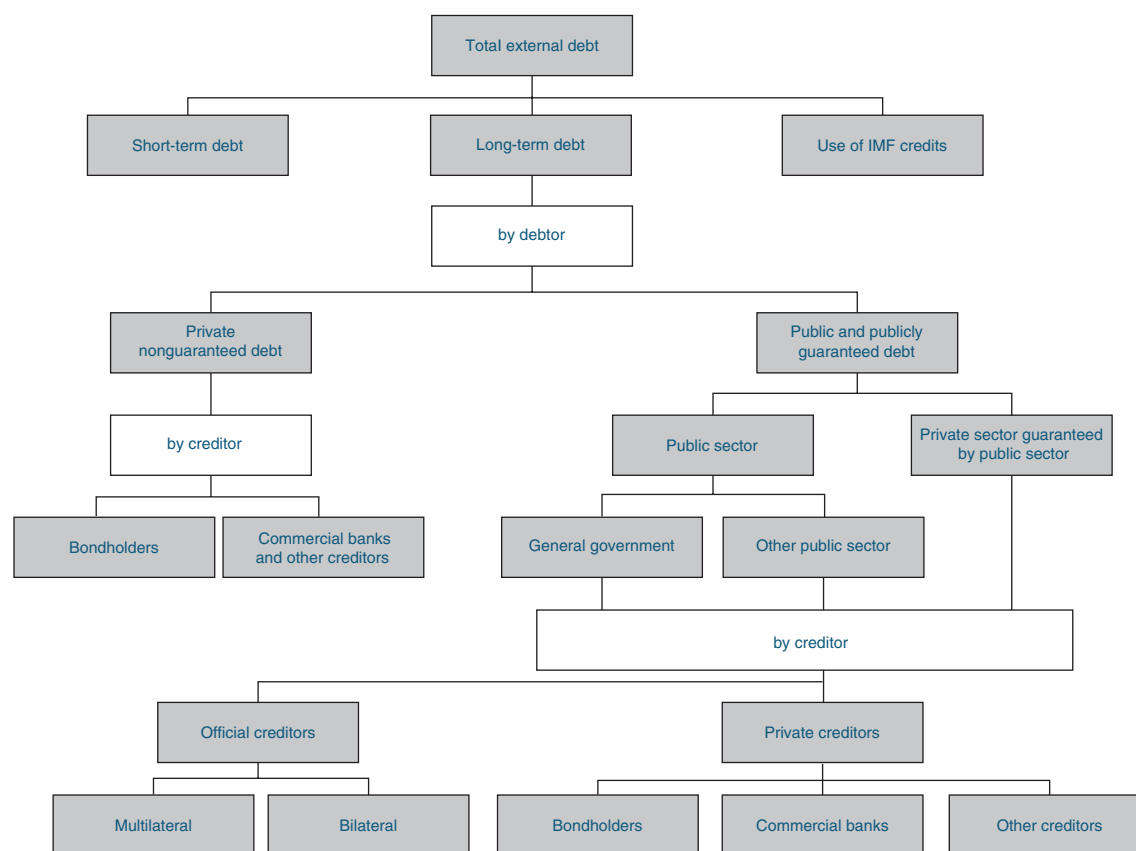 Total external debt
Short-term debt
Long-term debt
Use of IMF credits
by debtor
Private
nonguaranteed debt
Public and publicly
guaranteed debt
by creditor
Public sector
Private sector guaranteed
by public sector
Bondholders
Commercial banks
and other creditors
General government
Other public sector
by creditor
Official creditors
Private creditors
Multilateral
Bilateral
Bondholders
Commercial banks
Other creditors